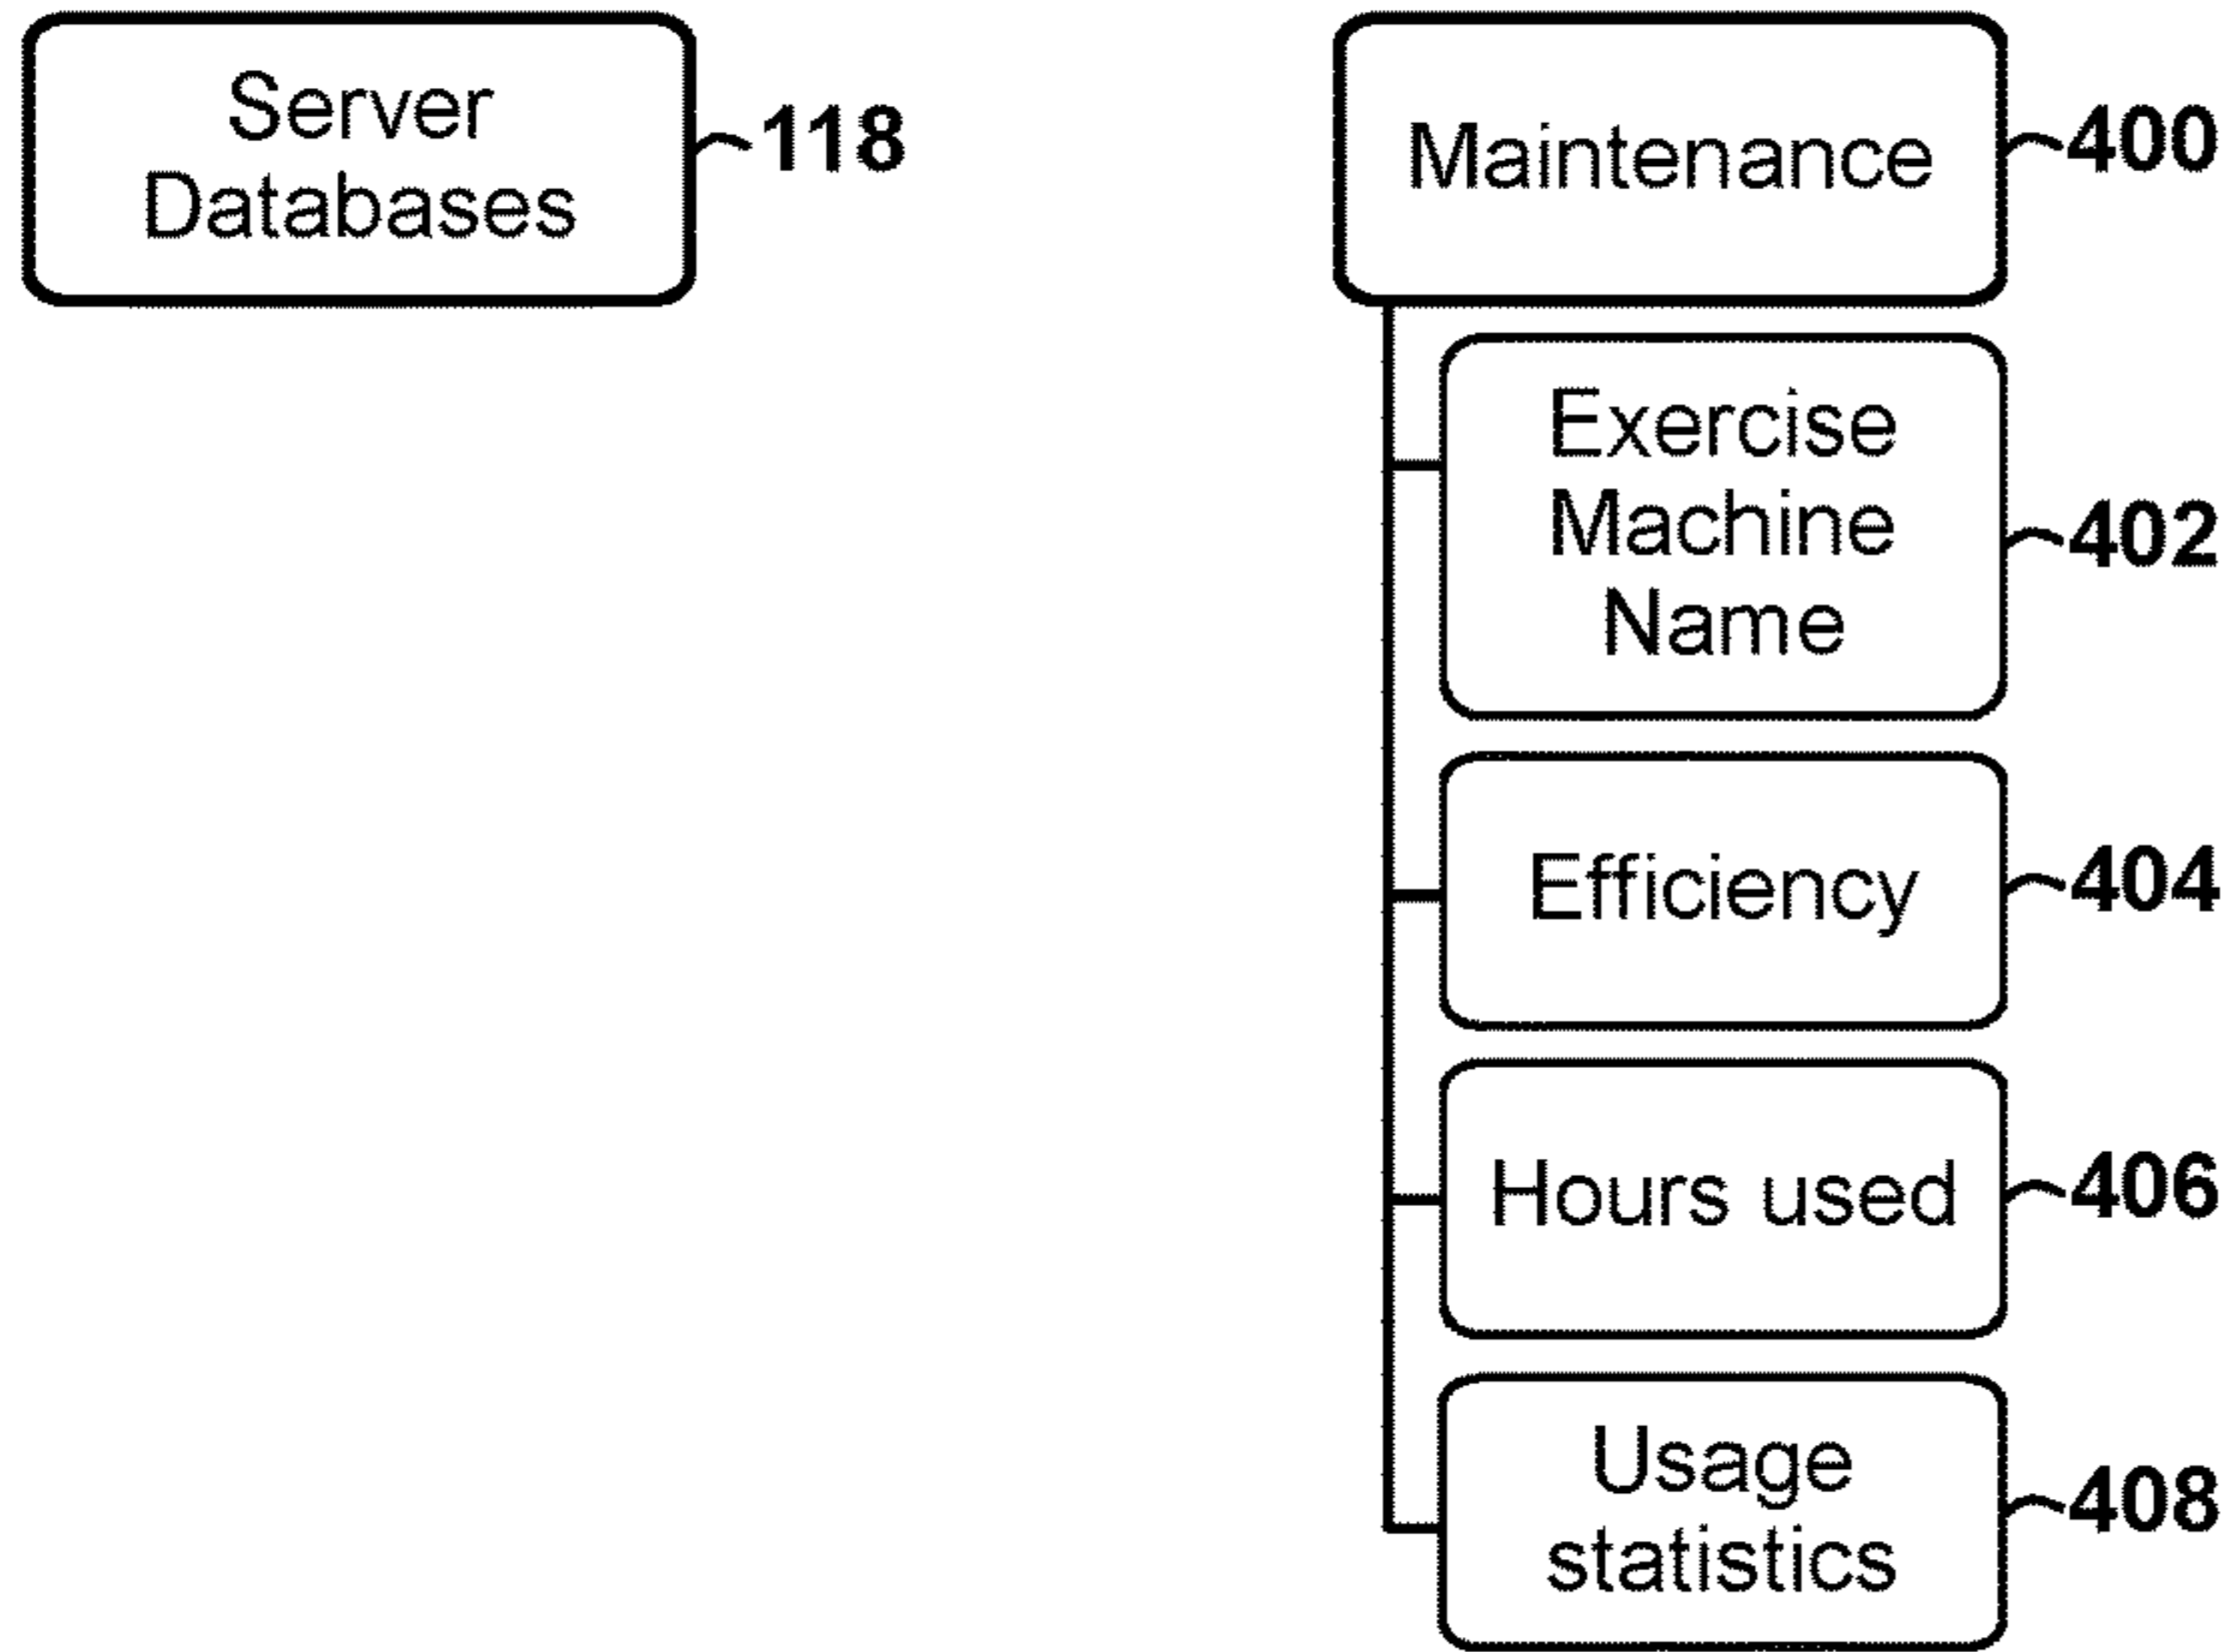 Server
Databases
118
Maintenance
400
Exercise
Machine
Name
402
Efficiency
404
Hours used
406
Usage
statistics
408